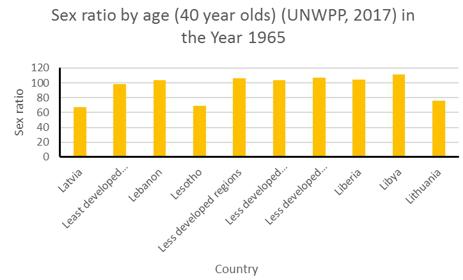 Sex ratio by age (40 year olds) (UNWPP, 2017) in
the Year 1965
Sex ratio
120
100
80
60
40
20
0
Latvia
Least developed...
Lebanon
Lesotho
Less developed regions
Less developed...
Less developed...
Liberia
Libya
Lithuania
Country